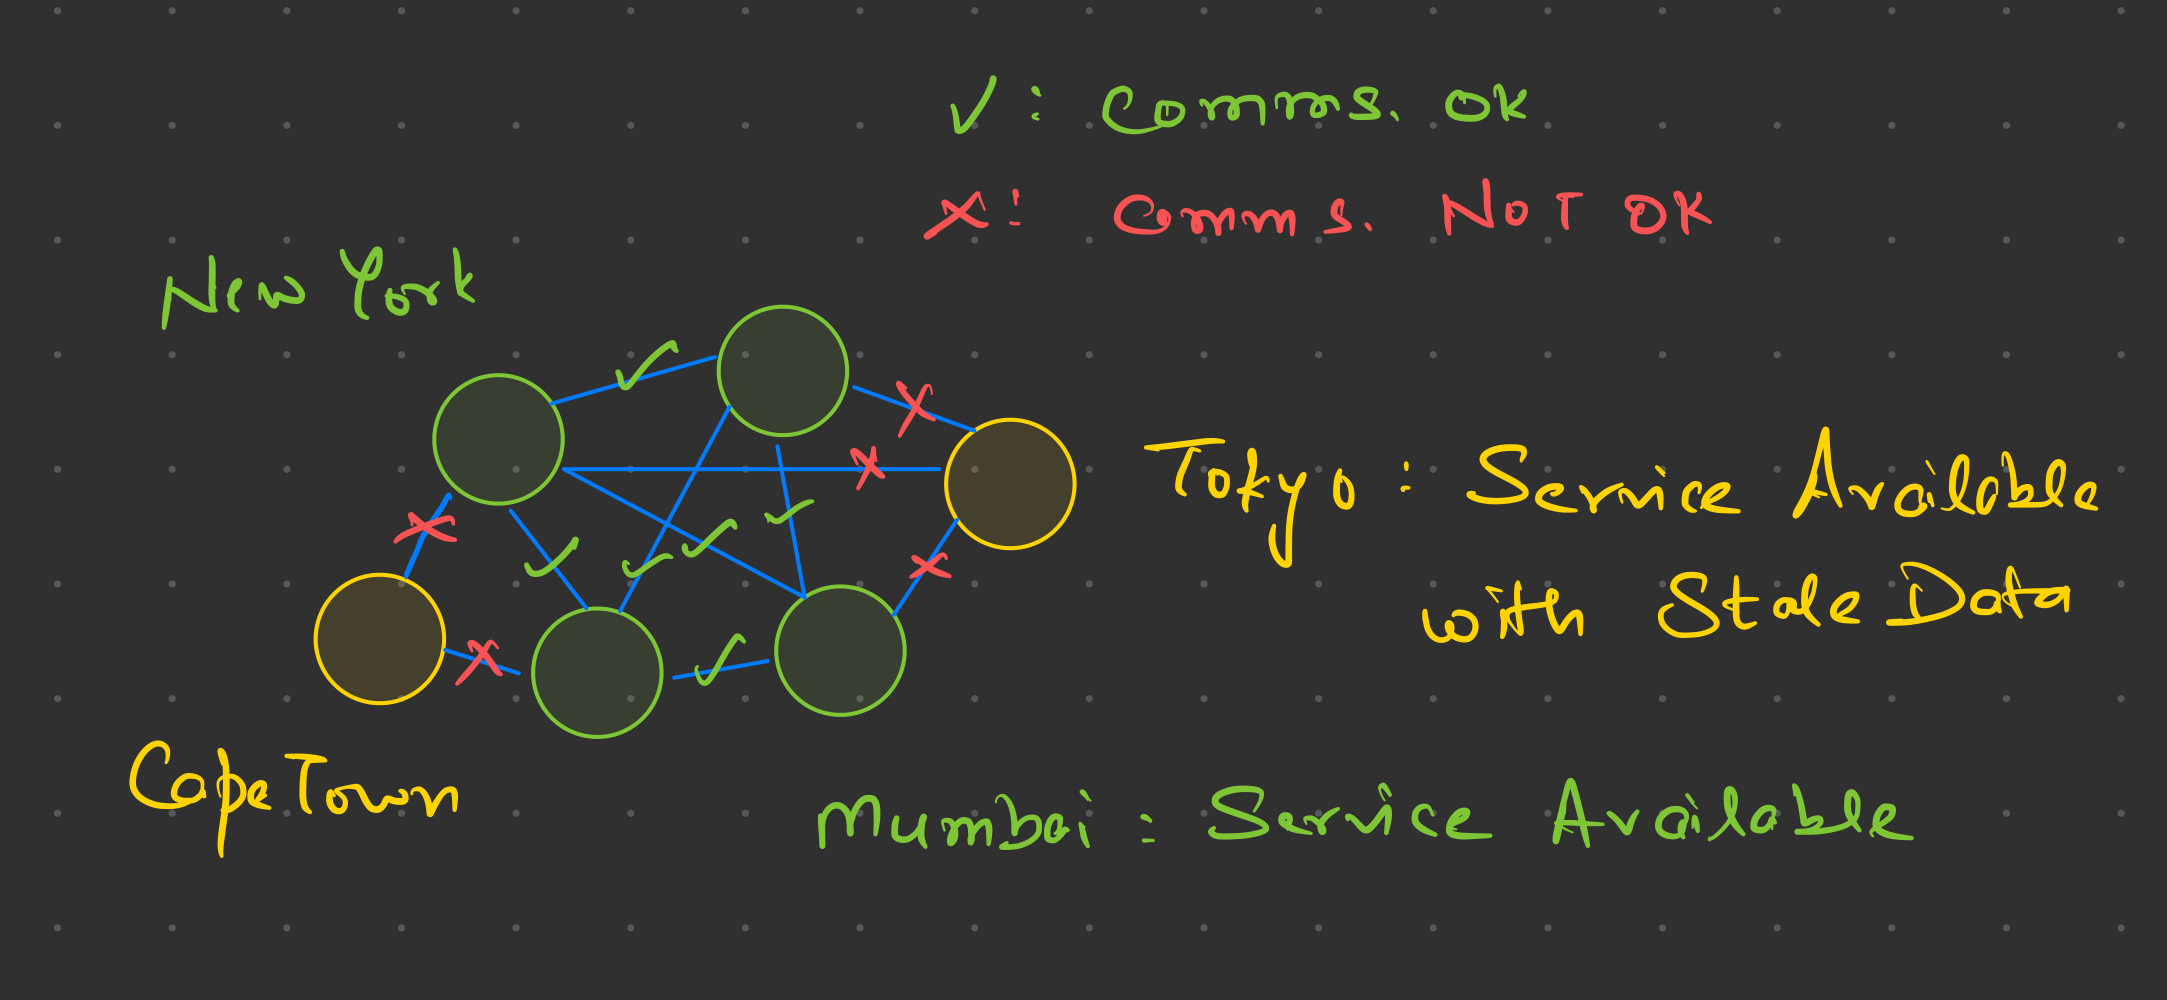 ✓ : Comms. OK
×: Comms. NOT OK
New York
Tokyo : Service Available
with Stale Data
Cape Town
Mumbai : Service Available